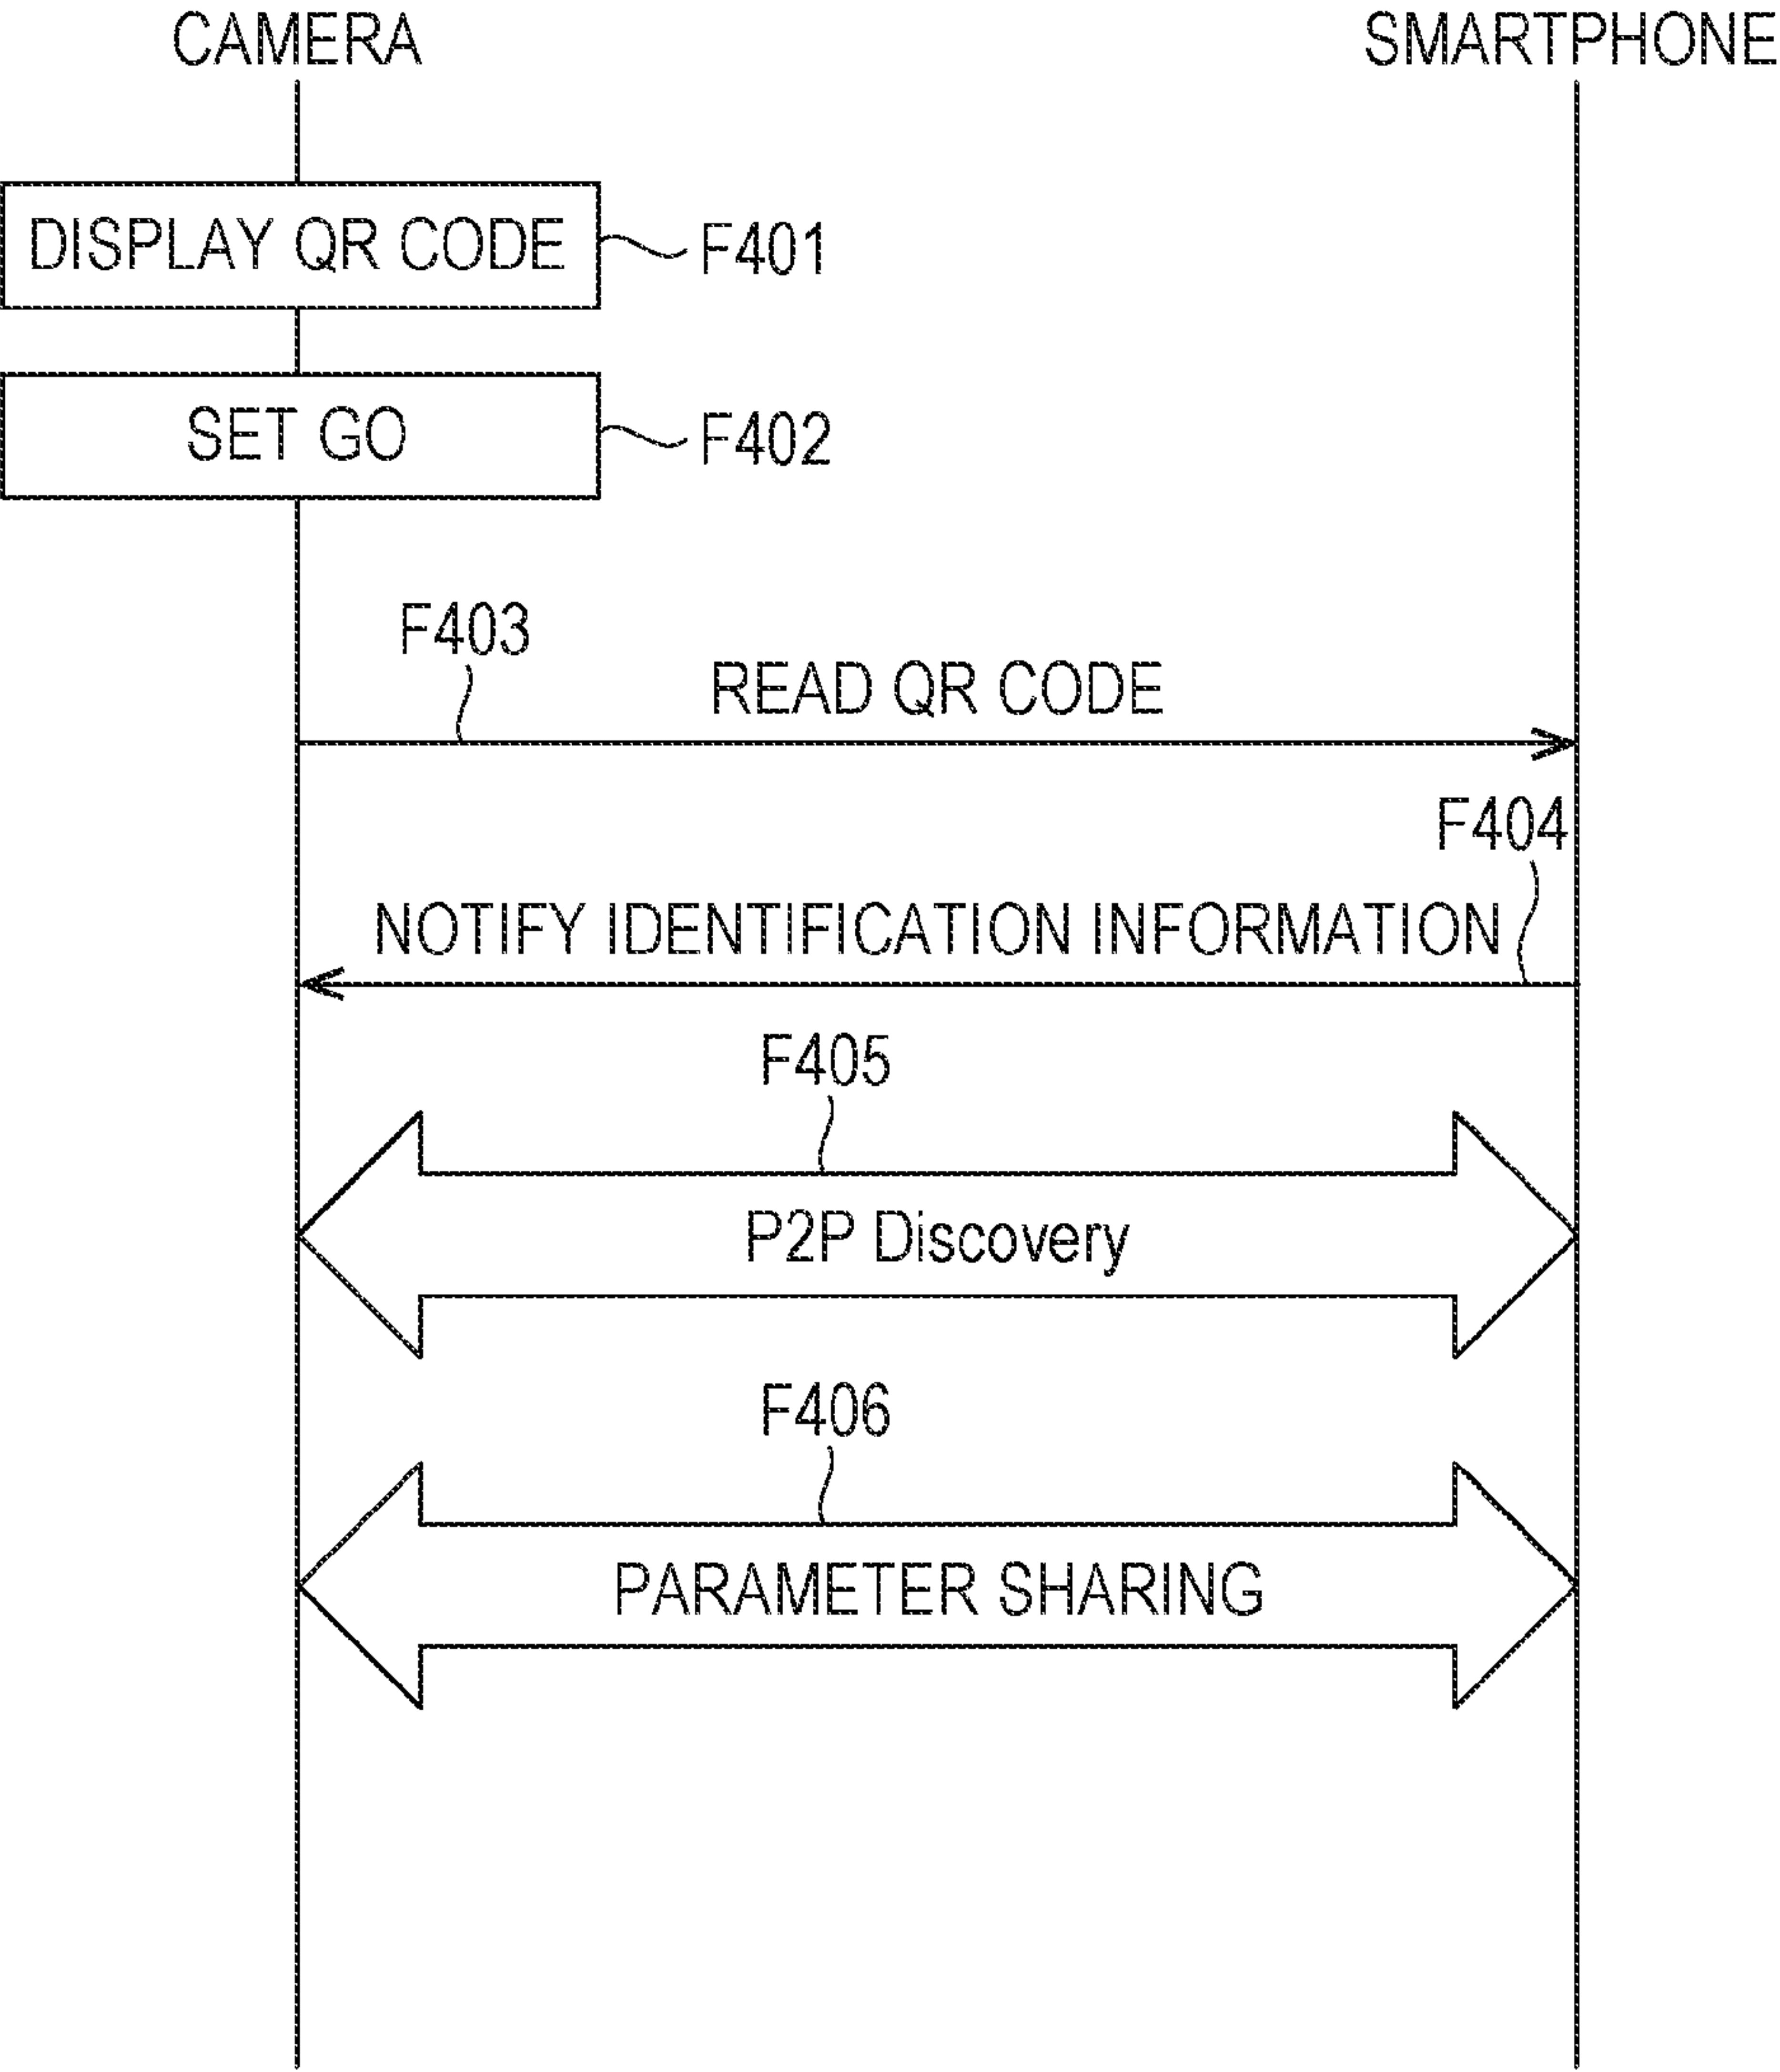 CAMERA
SMARTPHONE
DISPLAY QR CODE
F401
SET GO
F402
F403
READ QR CODE
F404
NOTIFY IDENTIFICATION INFORMATION
F405
P2P Discovery
F406
PARAMETER SHARING